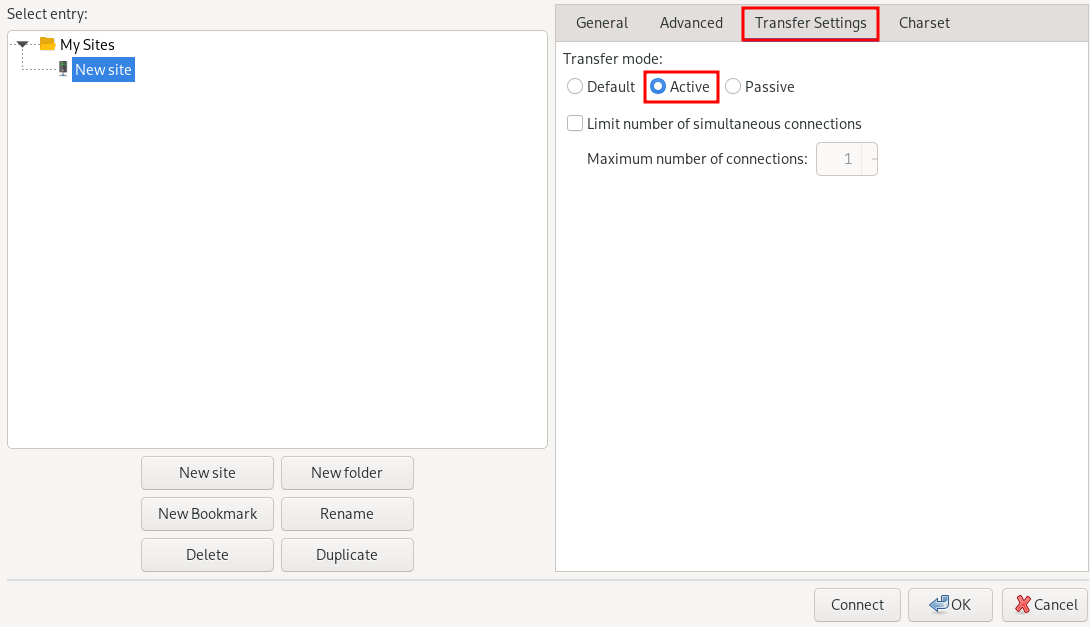 Select entry:
My Sites
New site
New site
New folder
New Bookmark
Rename
Delete
Duplicate
General
Advanced
Transfer Settings
Charset
Transfer mode:
Default
Active
Passive
Limit number of simultaneous connections
Maximum number of connections:
1
Connect
OK
Cancel